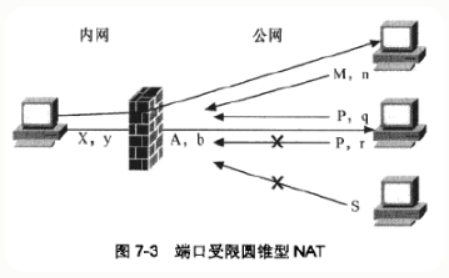 内网 公网
M, n
P, q
X, y A, b P, r
S
图 7-3 端口受限圆锥型 NAT